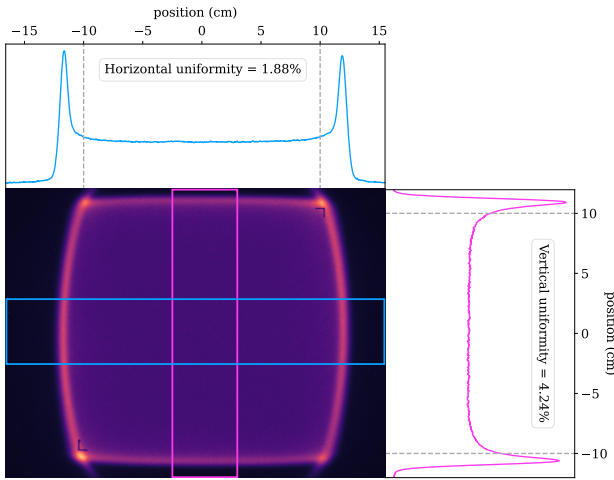 position (cm)
−15 −10 −5 0 5 10 15
Horizontal uniformity = 1.88%
10
5
0
−5
−10
position (cm)
Vertical uniformity = 4.24%